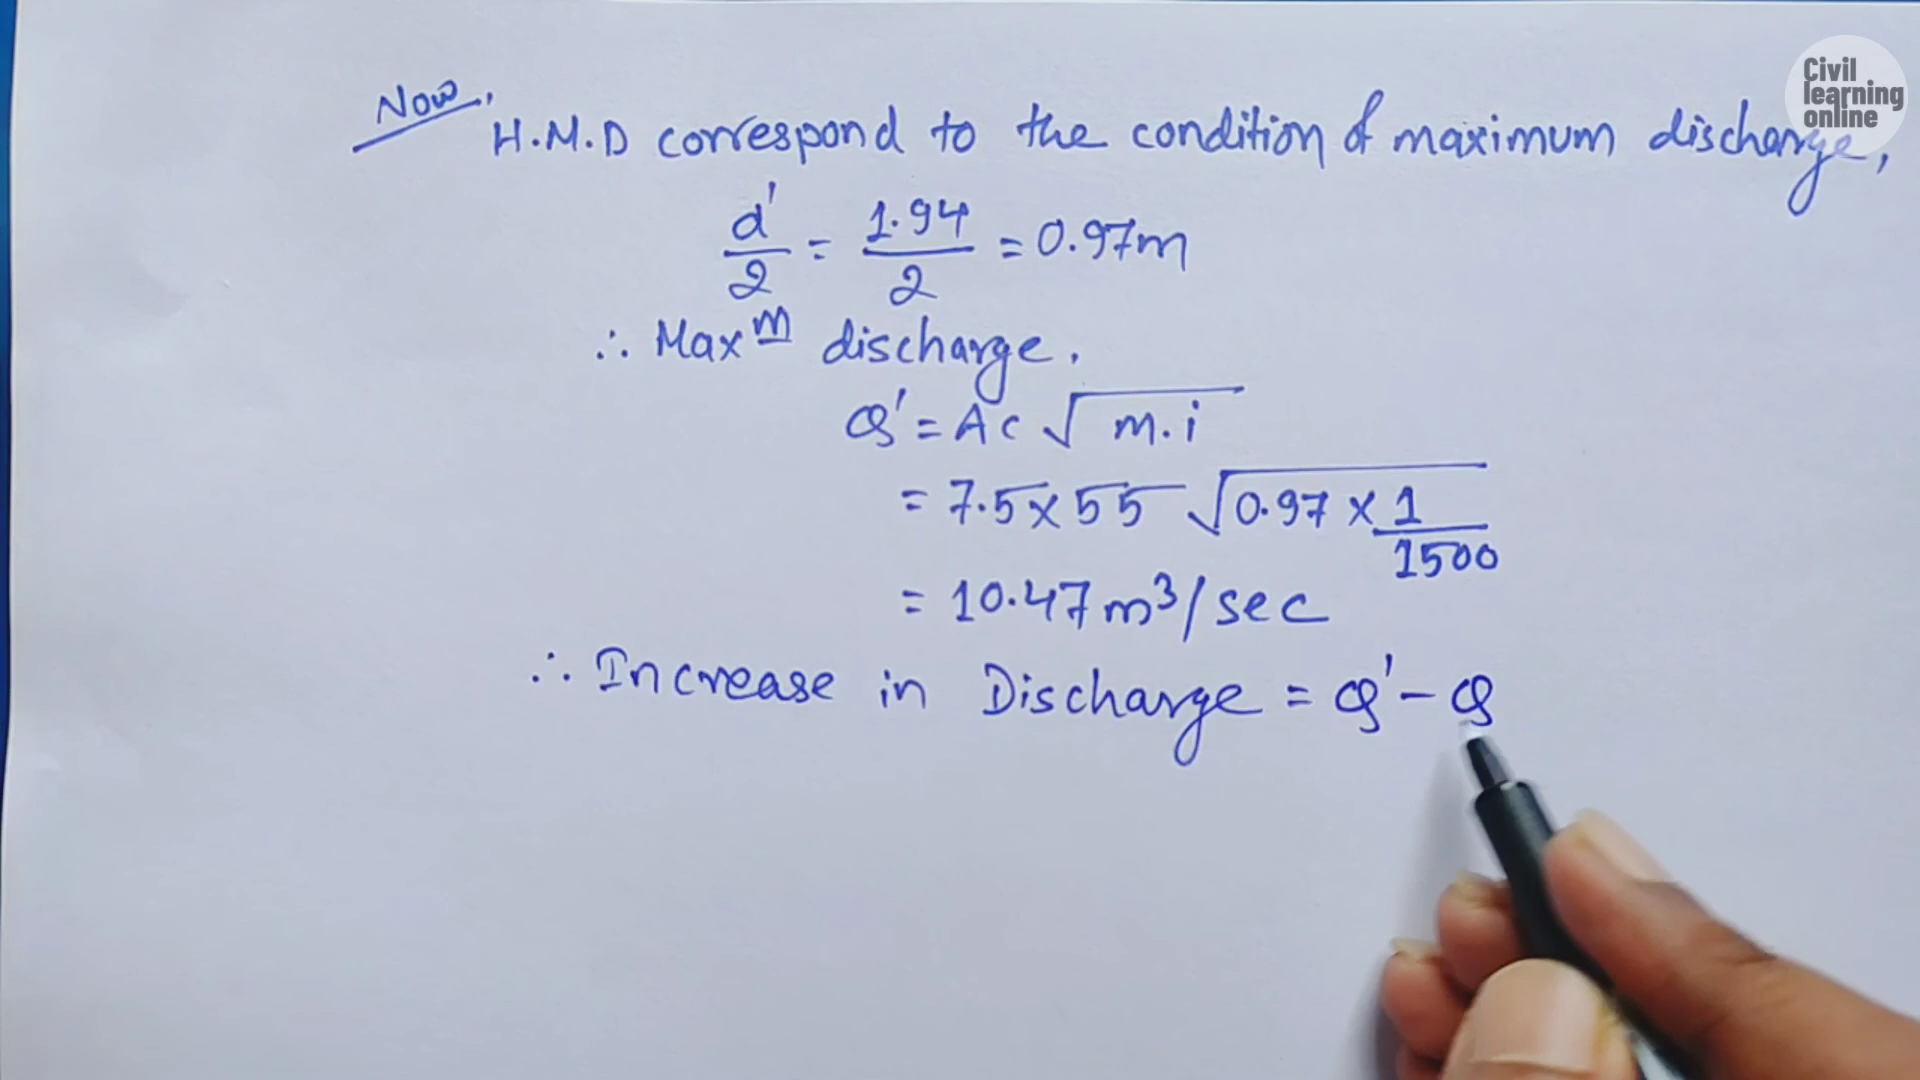 Civil
learning
online
Now,
H.M.D correspond to the condition of maximum discharge,
d'/2 = 1.94/2 = 0.97m
∴ Maxᵐ discharge.
Q' = AC √m.i
= 7.5 × 55 √0.97 × 1/1500
= 10.47 m³/sec
∴ Increase in Discharge = Q' - Q